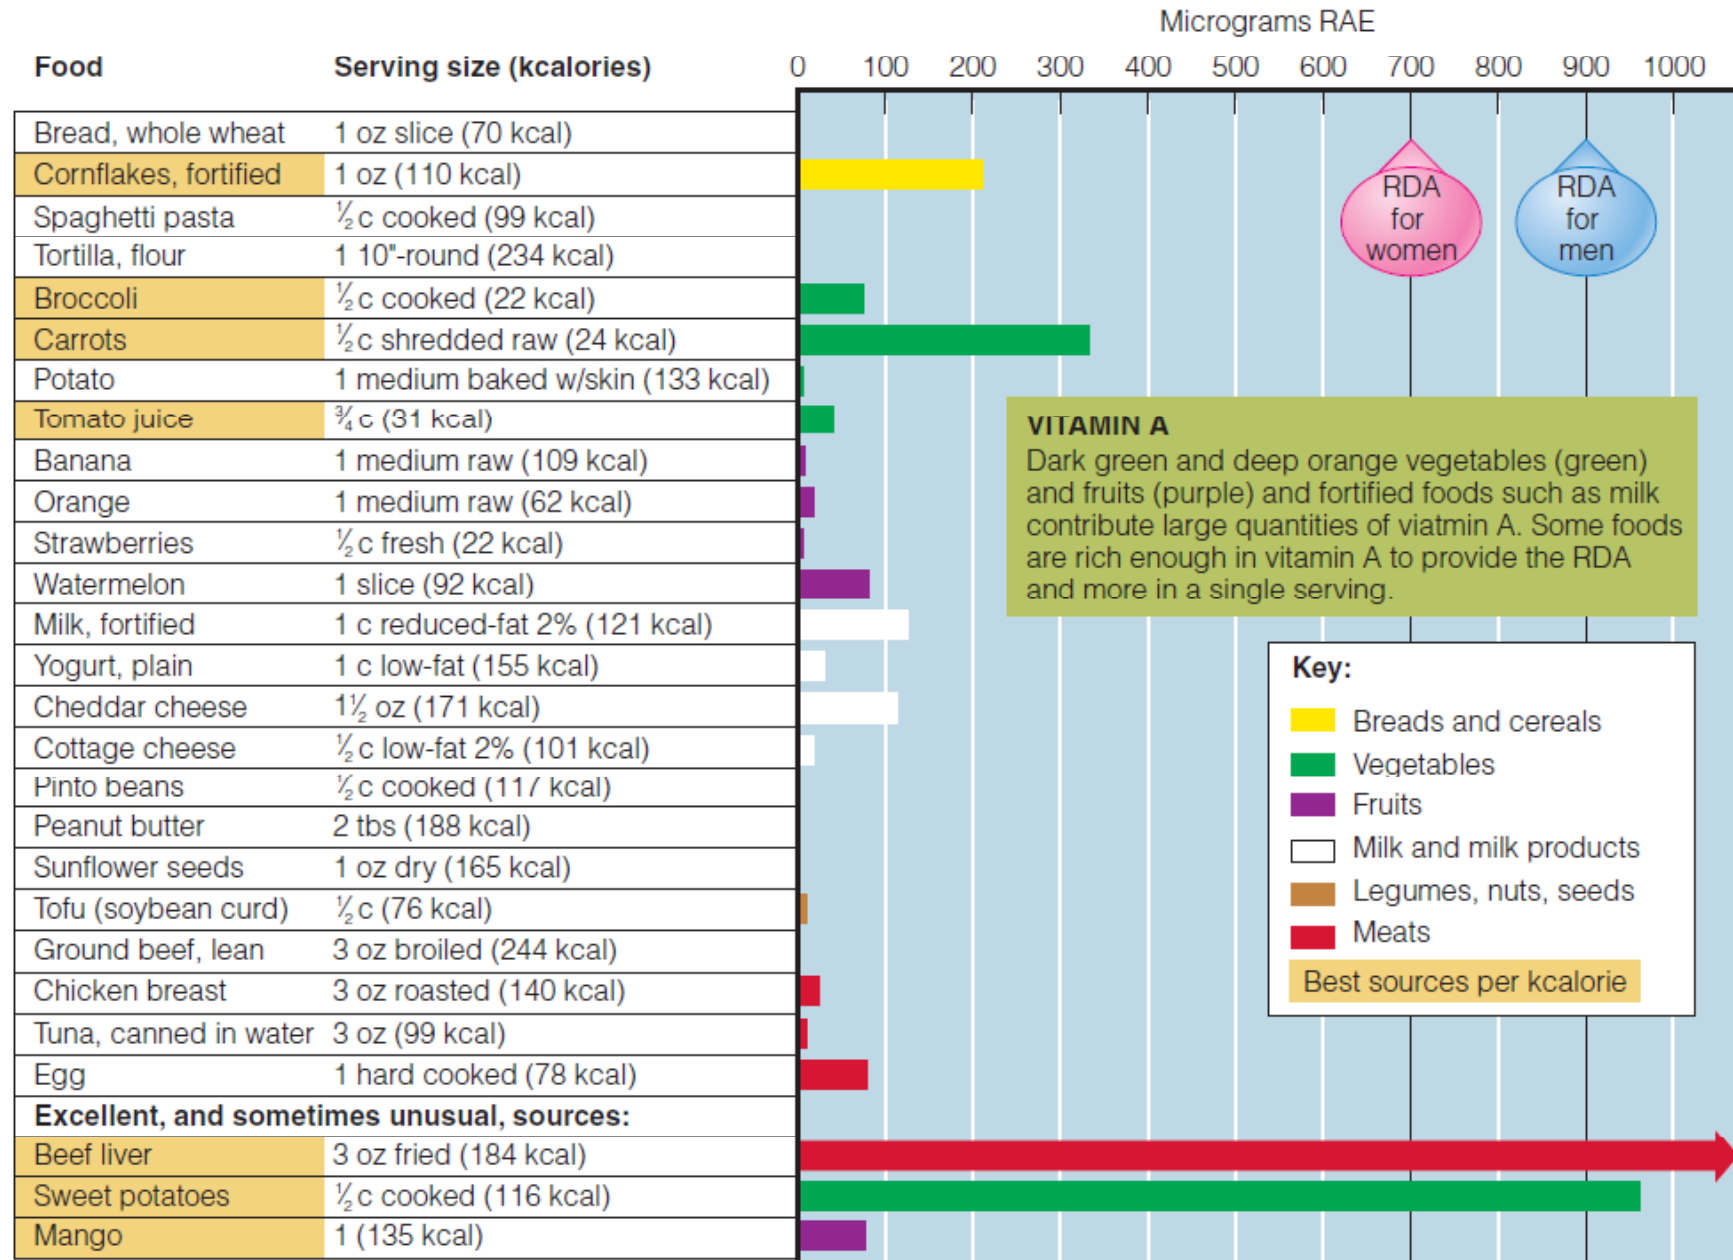 Micrograms RAE
Food Serving size (kcalories) 0 100 200 300 400 500 600 700 800 900 1000
Bread, whole wheat 1 oz slice (70 kcal)
Cornflakes, fortified 1 oz (110 kcal)
Spaghetti pasta ½ c cooked (99 kcal)
Tortilla, flour 1 10"-round (234 kcal)
Broccoli ½ c cooked (22 kcal)
Carrots ½ c shredded raw (24 kcal)
Potato 1 medium baked w/skin (133 kcal)
Tomato juice ¾ c (31 kcal)
Banana 1 medium raw (109 kcal)
Orange 1 medium raw (62 kcal)
Strawberries ½ c fresh (22 kcal)
Watermelon 1 slice (92 kcal)
Milk, fortified 1 c reduced-fat 2% (121 kcal)
Yogurt, plain 1 c low-fat (155 kcal)
Cheddar cheese 1½ oz (171 kcal)
Cottage cheese ½ c low-fat 2% (101 kcal)
Pinto beans ½ c cooked (117 kcal)
Peanut butter 2 tbs (188 kcal)
Sunflower seeds 1 oz dry (165 kcal)
Tofu (soybean curd) ½ c (76 kcal)
Ground beef, lean 3 oz broiled (244 kcal)
Chicken breast 3 oz roasted (140 kcal)
Tuna, canned in water 3 oz (99 kcal)
Egg 1 hard cooked (78 kcal)
Excellent, and sometimes unusual, sources:
Beef liver 3 oz fried (184 kcal)
Sweet potatoes ½ c cooked (116 kcal)
Mango 1 (135 kcal)
RDA
for
women
RDA
for
men
VITAMIN A
Dark green and deep orange vegetables (green)
and fruits (purple) and fortified foods such as milk
contribute large quantities of viatmin A. Some foods
are rich enough in vitamin A to provide the RDA
and more in a single serving.
Key:
Breads and cereals
Vegetables
Fruits
Milk and milk products
Legumes, nuts, seeds
Meats
Best sources per kcalorie